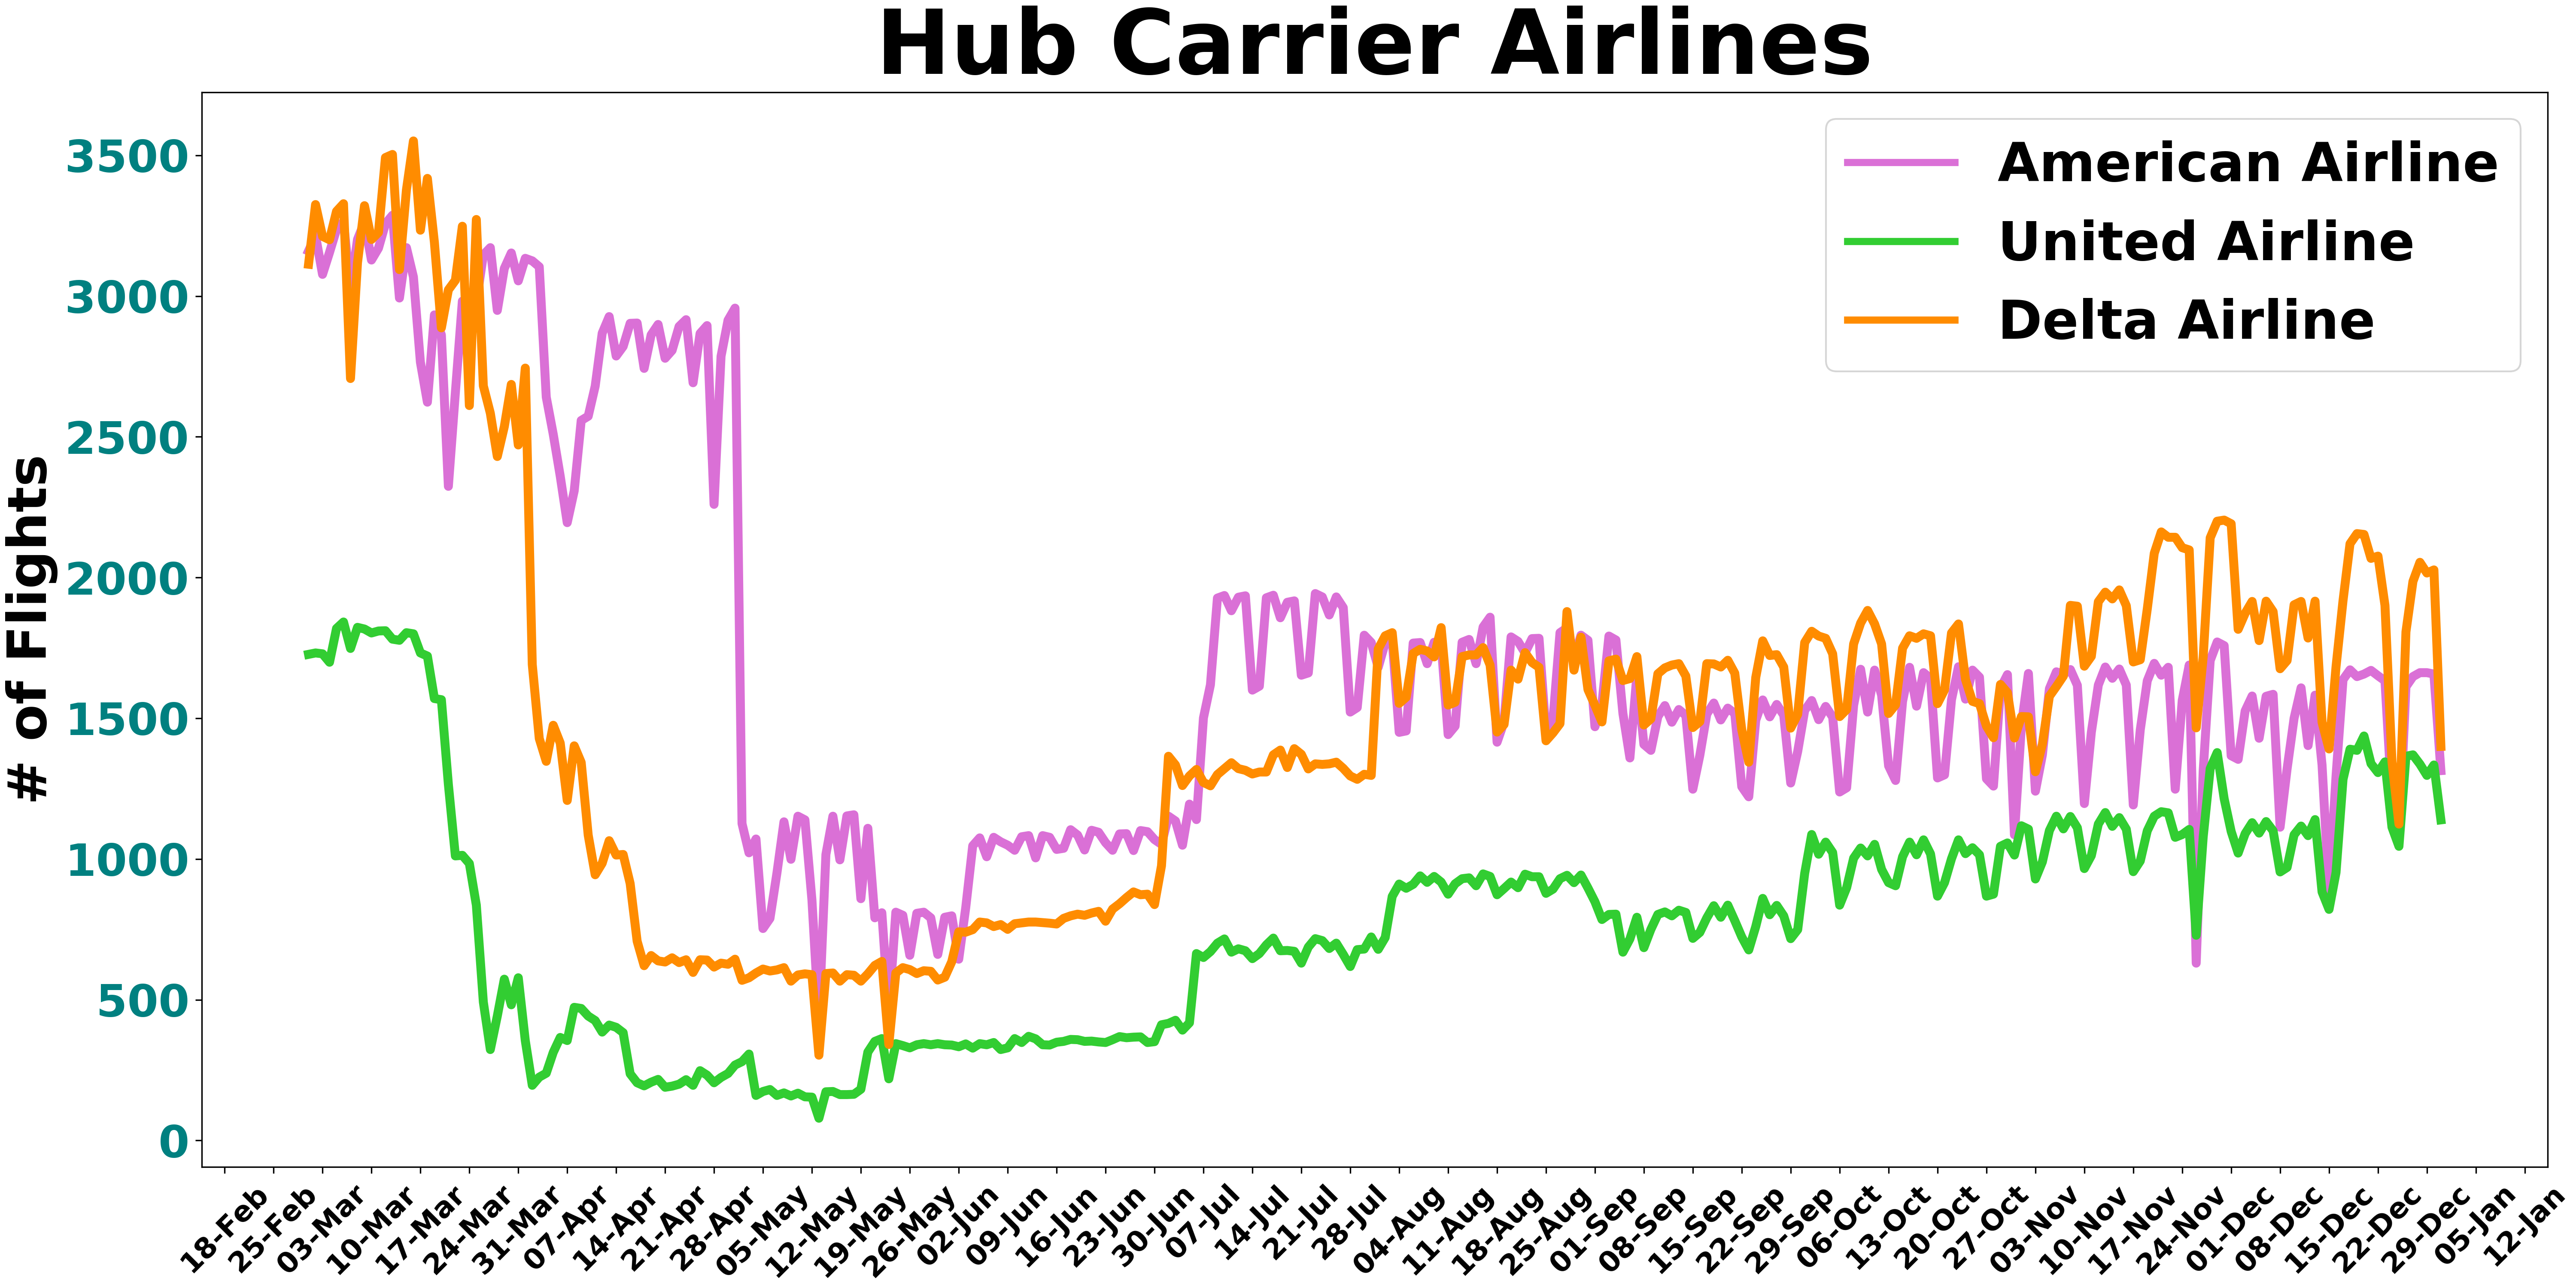 Hub Carrier Airlines
# of Flights
3500
3000
2500
2000
1500
1000
500
0
American Airline
United Airline
Delta Airline
18-Feb
25-Feb
03-Mar
10-Mar
17-Mar
24-Mar
31-Mar
07-Apr
14-Apr
21-Apr
28-Apr
05-May
12-May
19-May
26-May
02-Jun
09-Jun
16-Jun
23-Jun
30-Jun
07-Jul
14-Jul
21-Jul
28-Jul
04-Aug
11-Aug
18-Aug
25-Aug
01-Sep
08-Sep
15-Sep
22-Sep
29-Sep
06-Oct
13-Oct
20-Oct
27-Oct
03-Nov
10-Nov
17-Nov
24-Nov
01-Dec
08-Dec
15-Dec
22-Dec
29-Dec
05-Jan
12-Jan